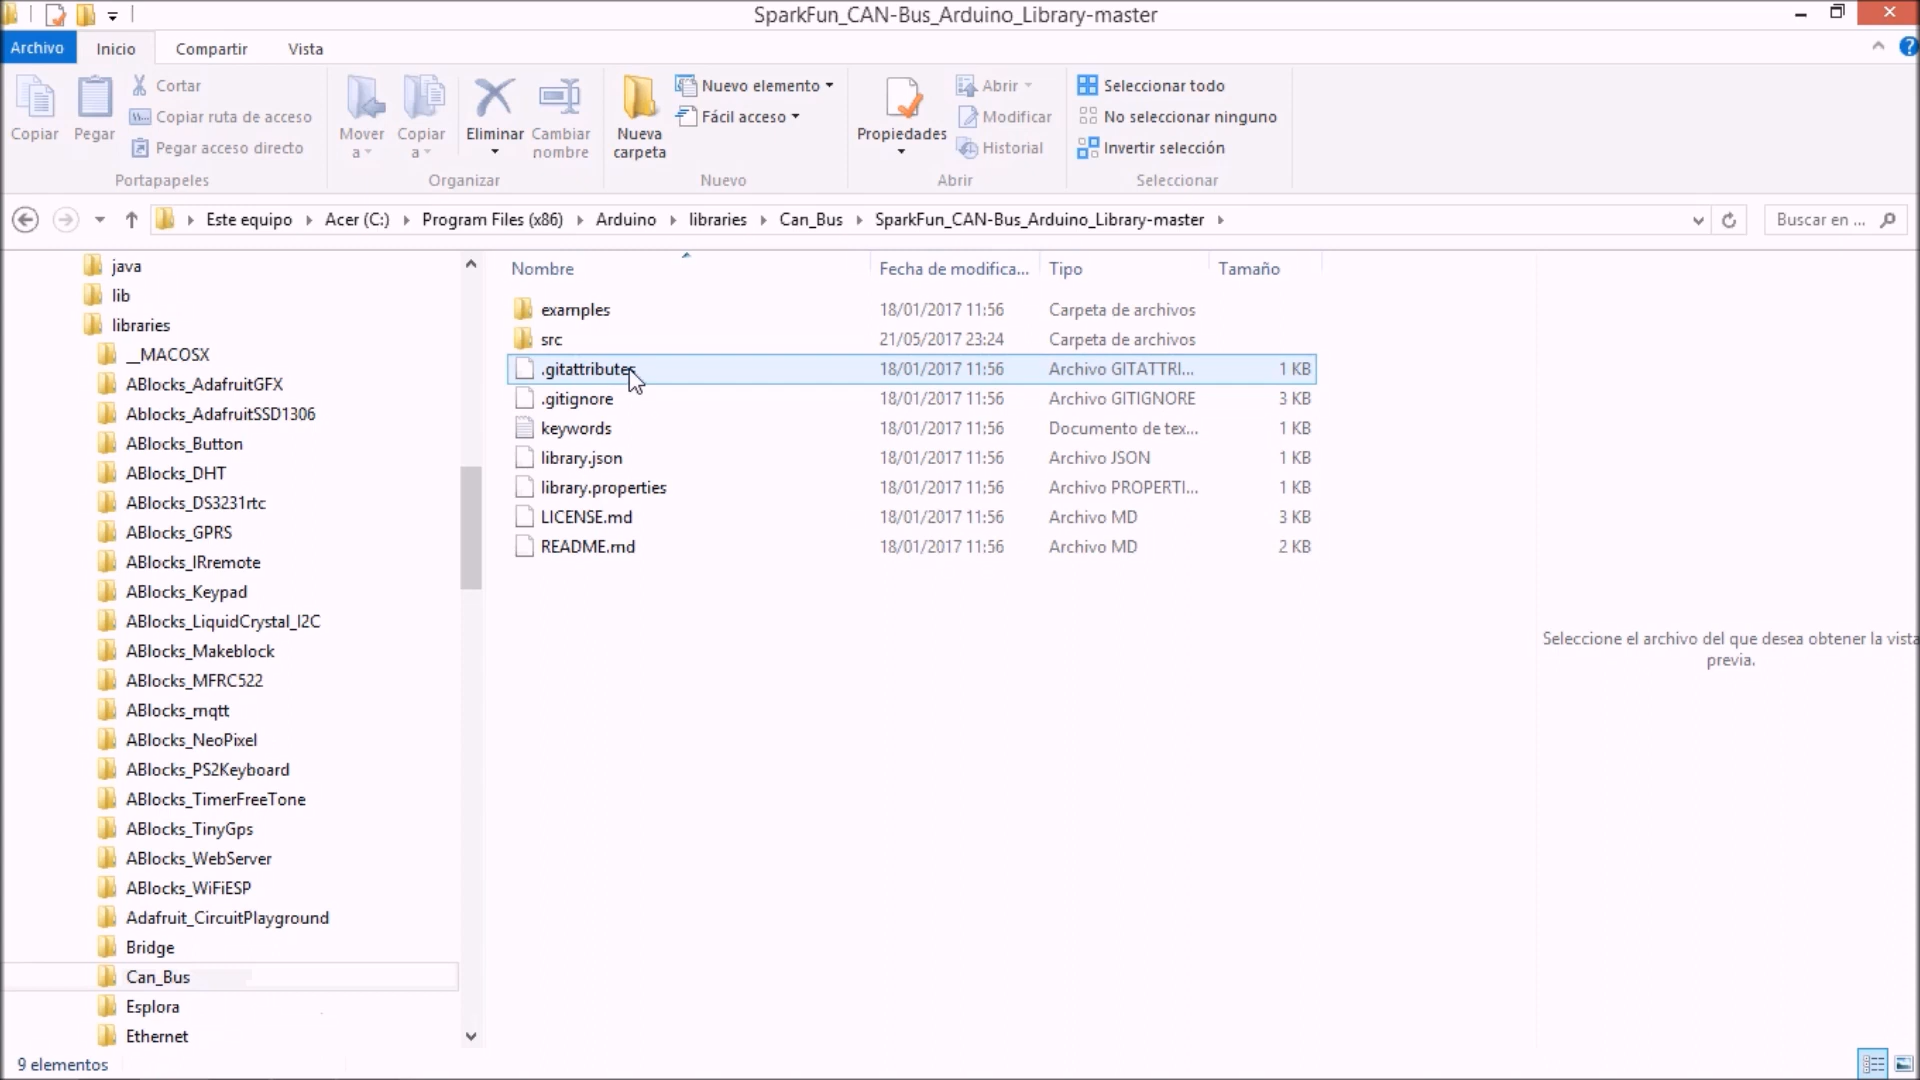 SparkFun_CAN-Bus_Arduino_Library-master
Archivo Inicio Compartir Vista
Copiar
Pegar
Cortar
Copiar ruta de acceso
Pegar acceso directo
Portapapeles
Mover a
Copiar a
Eliminar
Cambiar nombre
Organizar
Nueva carpeta
Nuevo elemento
Fácil acceso
Nuevo
Propiedades
Abrir
Modificar
Historial
Abrir
Seleccionar todo
No seleccionar ninguno
Invertir selección
Seleccionar
Este equipo Acer (C:) Program Files (x86) Arduino libraries Can_Bus SparkFun_CAN-Bus_Arduino_Library-master
Buscar en ...
java
lib
libraries
__MACOSX
ABlocks_AdafruitGFX
Ablocks_AdafruitSSD1306
ABlocks_Button
ABlocks_DHT
ABlocks_DS3231rtc
ABlocks_GPRS
ABlocks_IRremote
ABlocks_Keypad
ABlocks_LiquidCrystal_I2C
ABlocks_Makeblock
ABlocks_MFRC522
ABlocks_mqtt
ABlocks_NeoPixel
ABlocks_PS2Keyboard
ABlocks_TimerFreeTone
ABlocks_TinyGps
ABlocks_WebServer
ABlocks_WiFiESP
Adafruit_CircuitPlayground
Bridge
Can_Bus
Esplora
Ethernet
Nombre Fecha de modifica... Tipo Tamaño
examples 18/01/2017 11:56 Carpeta de archivos
src 21/05/2017 23:24 Carpeta de archivos
.gitattributes 18/01/2017 11:56 Archivo GITATTRI... 1 KB
.gitignore 18/01/2017 11:56 Archivo GITIGNORE 3 KB
keywords 18/01/2017 11:56 Documento de tex... 1 KB
library.json 18/01/2017 11:56 Archivo JSON 1 KB
library.properties 18/01/2017 11:56 Archivo PROPERTI... 1 KB
LICENSE.md 18/01/2017 11:56 Archivo MD 3 KB
README.md 18/01/2017 11:56 Archivo MD 2 KB
Seleccione el archivo del que desea obtener la vista
previa.
9 elementos